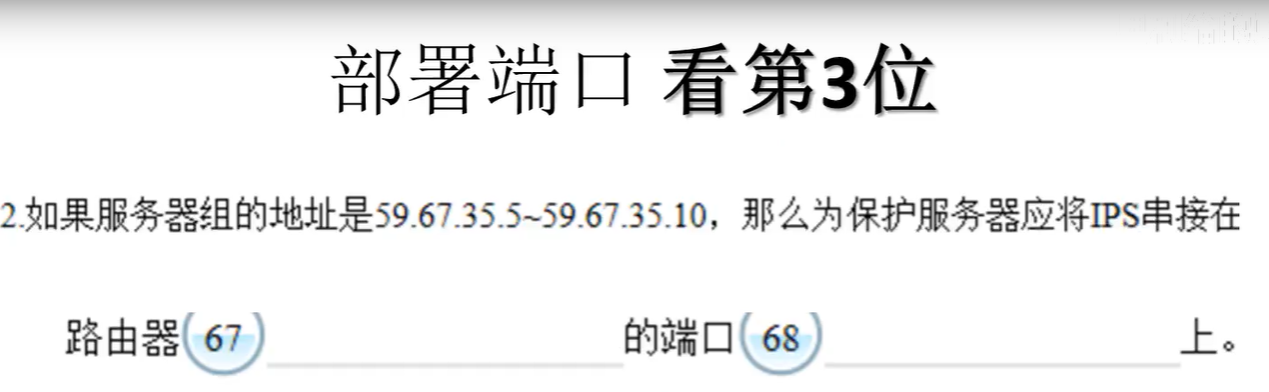 部署端口 看第3位
2.如果服务器组的地址是59.67.35.5~59.67.35.10，那么为保护服务器应将IPS串接在
路由器 67 的端口 68 上。